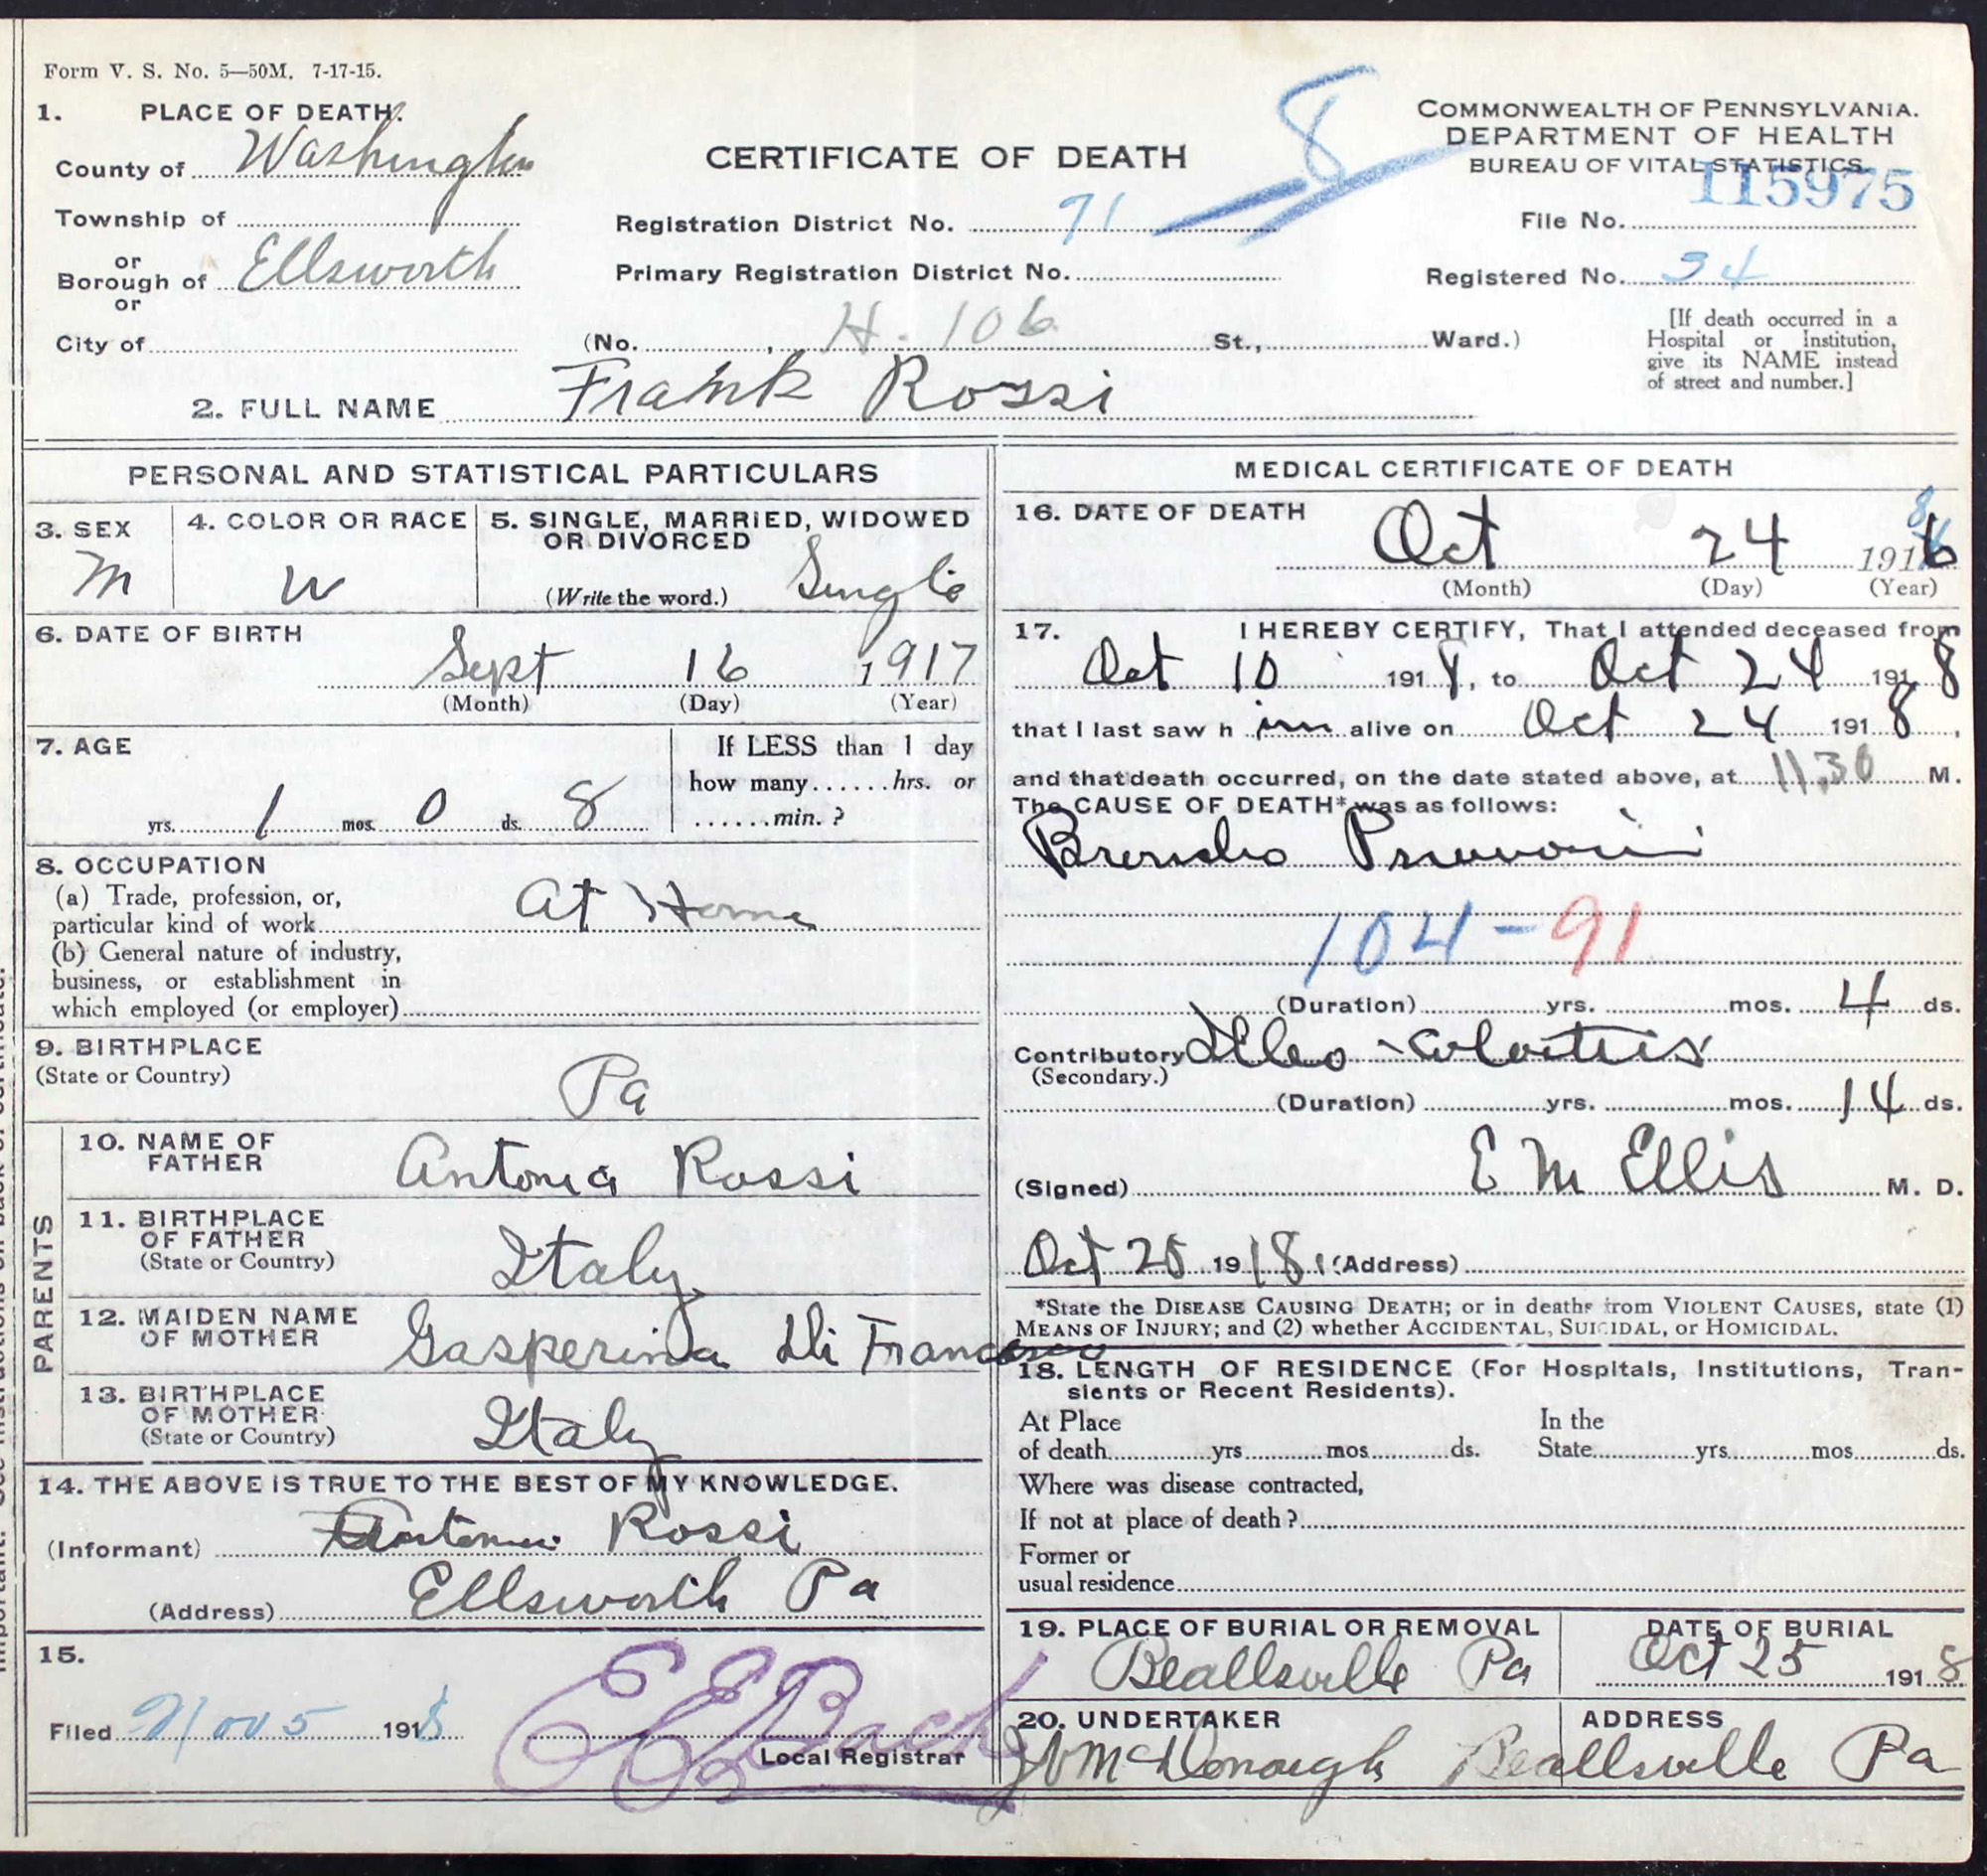 Form V. S. No. 5—50M. 7-17-15.
1. PLACE OF DEATH.
County of Washington
Township of
or
Borough of Ellsworth
or
City of
CERTIFICATE OF DEATH
8
Registration District No. 71
Primary Registration District No.
(No. , H. 106 St., Ward.)
COMMONWEALTH OF PENNSYLVANIA.
DEPARTMENT OF HEALTH
BUREAU OF VITAL STATISTICS.
115975
File No.
Registered No. 34
[If death occurred in a
Hospital or Institution,
give its NAME instead
of street and number.]
2. FULL NAME Frank Rossi
PERSONAL AND STATISTICAL PARTICULARS
3. SEX
M
4. COLOR OR RACE
W
5. SINGLE, MARRIED, WIDOWED
OR DIVORCED
(Write the word.) Single
6. DATE OF BIRTH
Sept 16 1917
(Month) (Day) (Year)
7. AGE
yrs. 1 mos. 0 ds. 8
If LESS than 1 day
how many......hrs. or
......min. ?
8. OCCUPATION
(a) Trade, profession, or,
particular kind of work At Home
(b) General nature of industry,
business, or establishment in
which employed (or employer)
9. BIRTHPLACE
(State or Country)
Pa
PARENTS
10. NAME OF
FATHER
Antonia Rossi
11. BIRTHPLACE
OF FATHER
(State or Country)
Italy
12. MAIDEN NAME
OF MOTHER
Gasperina Di Francesco
13. BIRTHPLACE
OF MOTHER
(State or Country)
Italy
14. THE ABOVE IS TRUE TO THE BEST OF MY KNOWLEDGE.
(Informant) Rossi
(Address) Ellsworth Pa
15.
Filed Nov 5 1918
E E Bach
Local Registrar
MEDICAL CERTIFICATE OF DEATH
16. DATE OF DEATH
Oct 24 191
8
(Month) (Day) (Year)
17. I HEREBY CERTIFY, That I attended deceased from
Oct 10 1918, to Oct 24 1918
that I last saw him alive on Oct 24 1918,
and that death occurred, on the date stated above, at 11.30 M.
The CAUSE OF DEATH* was as follows:
Broncho
104-91
(Duration) yrs. mos. 4 ds.
Contributory Ileo-colitis
(Secondary.)
(Duration) yrs. mos. 14 ds.
(Signed) E M Ellis M. D.
Oct 25 1918 (Address)
*State the DISEASE CAUSING DEATH; or in deaths from VIOLENT CAUSES, state (1)
MEANS OF INJURY; and (2) whether ACCIDENTAL, SUICIDAL, or HOMICIDAL.
18. LENGTH OF RESIDENCE (For Hospitals, Institutions, Tran-
sients or Recent Residents).
At Place
of death yrs mos ds.
In the
State yrs. mos. ds.
Where was disease contracted,
If not at place of death?
Former or
usual residence
19. PLACE OF BURIAL OR REMOVAL
Beallsville Pa
DATE OF BURIAL
Oct 25 1918
20. UNDERTAKER
McDonough
ADDRESS
Beallsville Pa